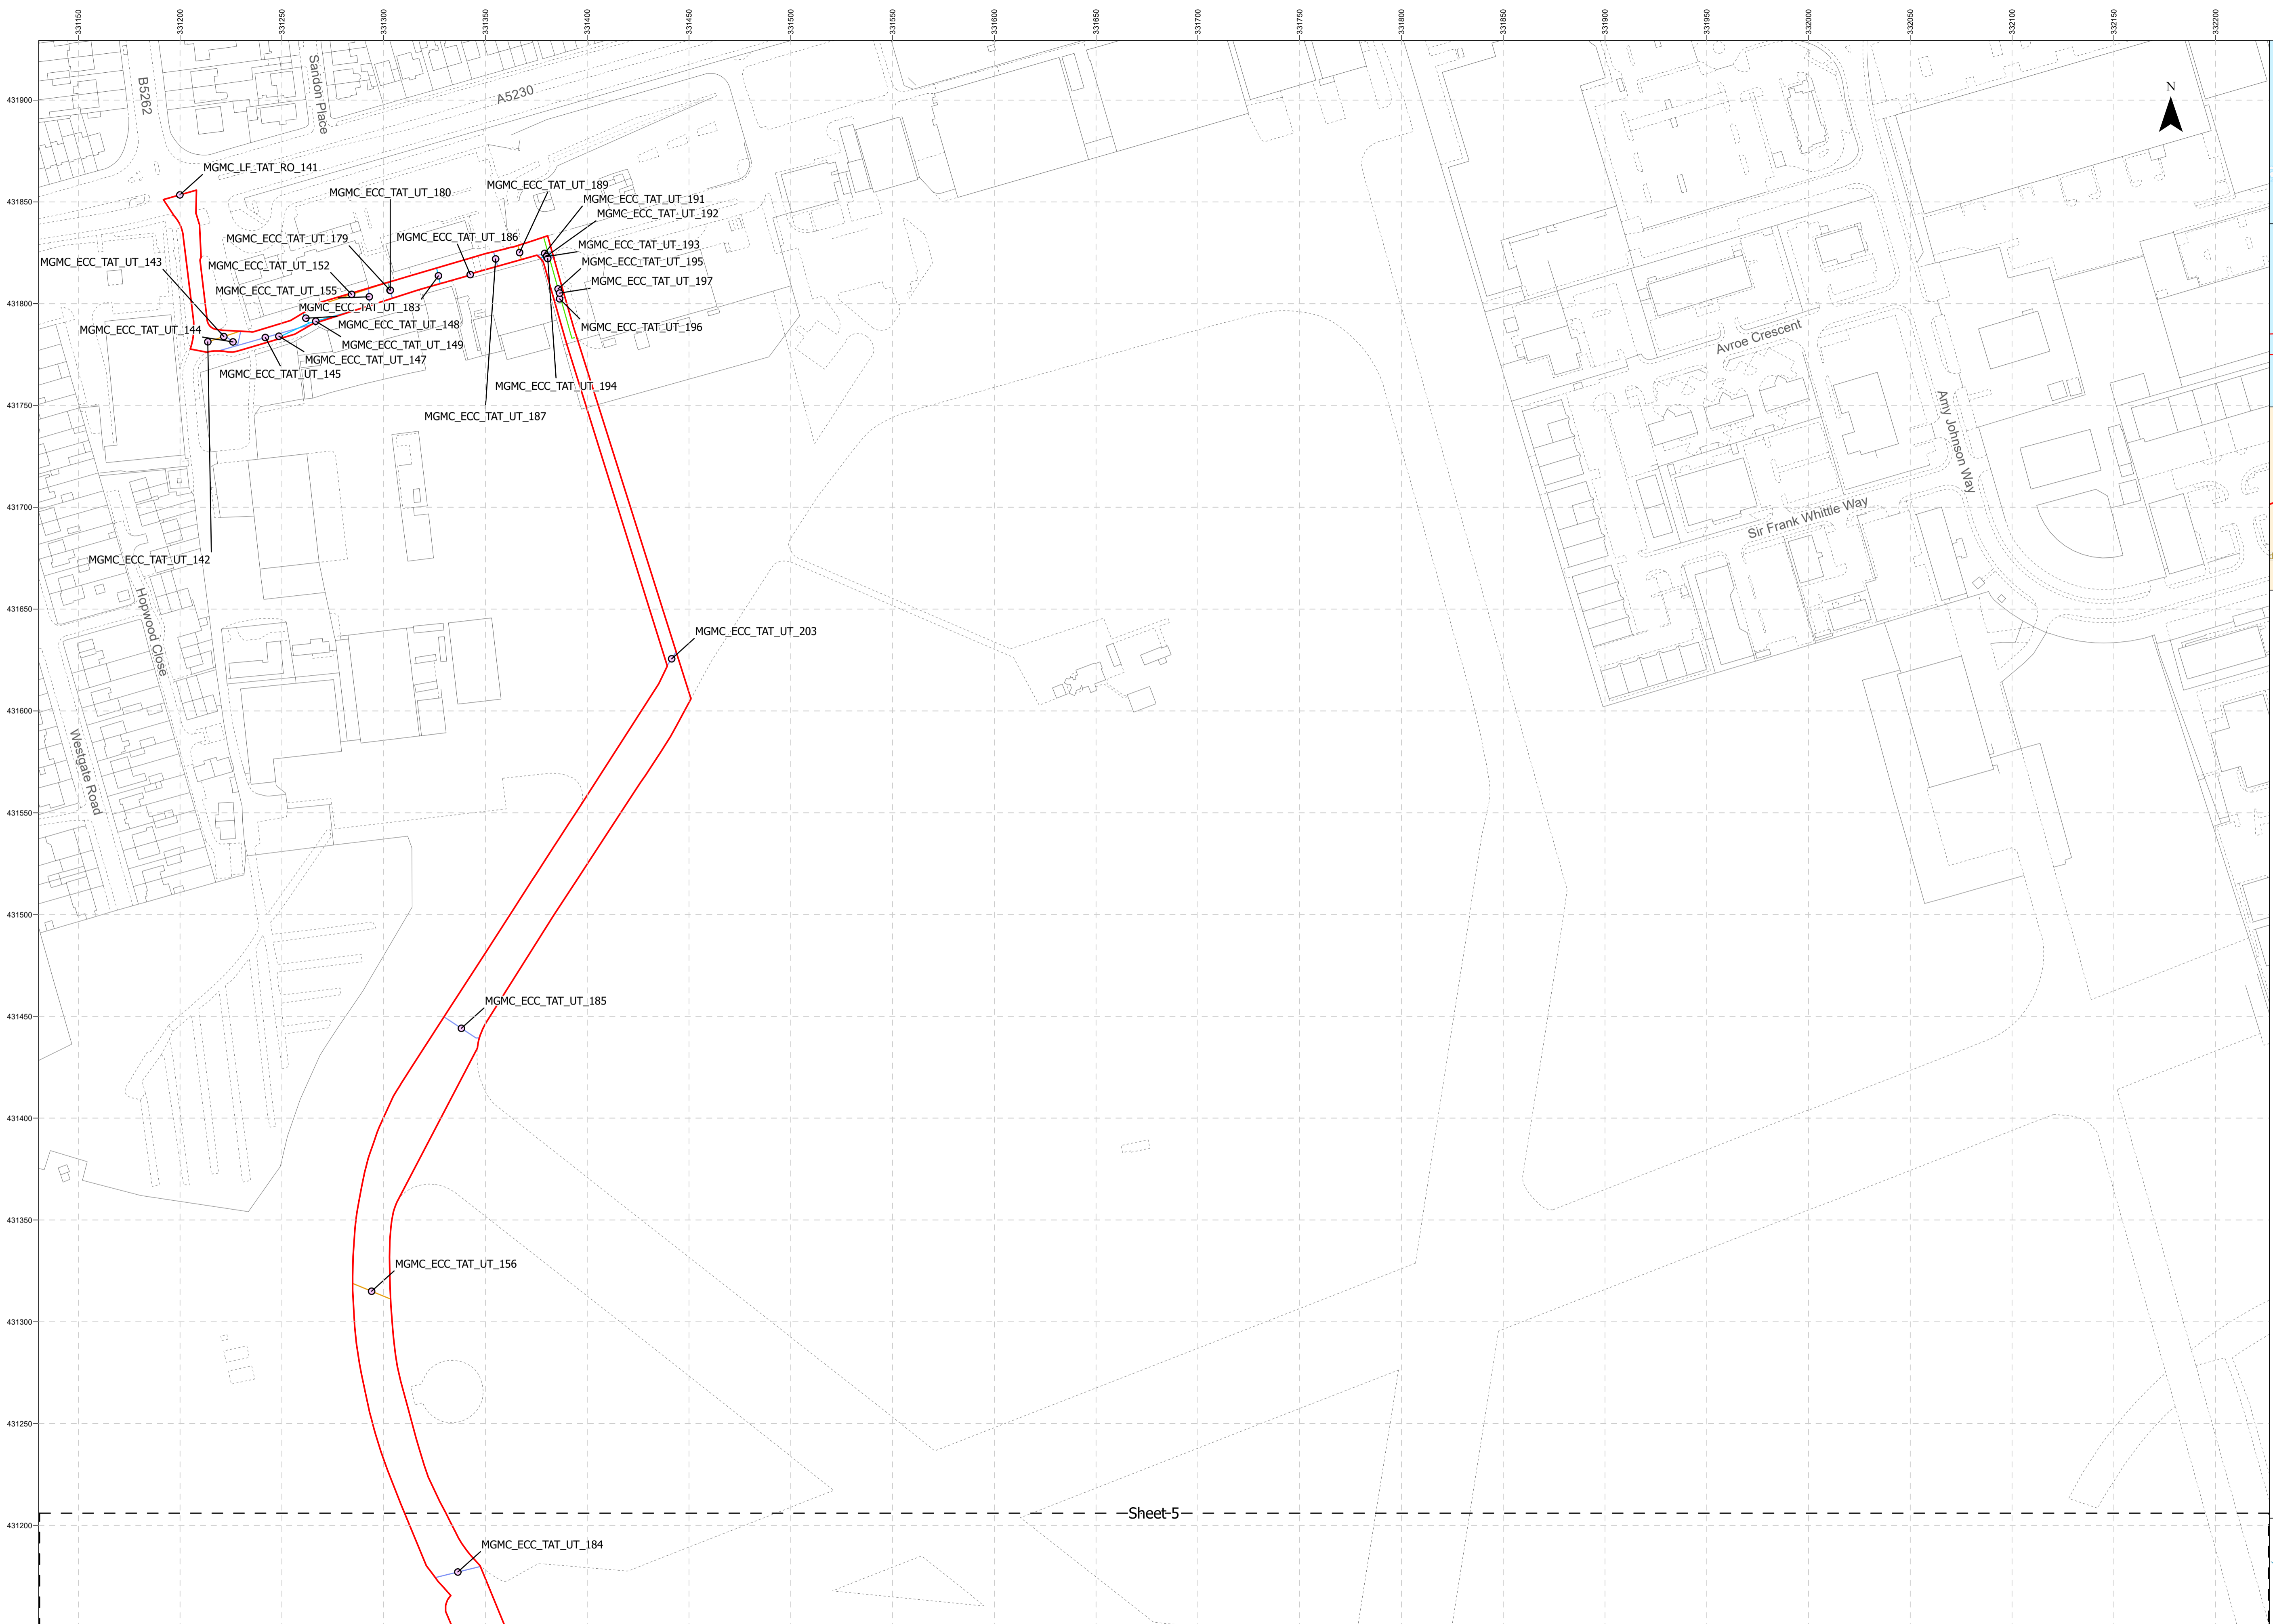 331150
331200
331250
331300
331350
331400
331450
331500
331550
331600
331650
331700
331750
331800
331850
331900
331950
332000
332050
332100
332150
332200
N
431900
431850
431800
431750
431700
431650
431600
431550
431500
431450
431400
431350
431300
431250
431200
B5262
Sandon Place
A5230
MGMC_LF_TAT_RO_141
MGMC_ECC_TAT_UT_189
MGMC_ECC_TAT_UT_180
MGMC_ECC_TAT_UT_191
MGMC_ECC_TAT_UT_192
MGMC_ECC_TAT_UT_179
MGMC_ECC_TAT_UT_186
MGMC_ECC_TAT_UT_193
MGMC_ECC_TAT_UT_143
MGMC_ECC_TAT_UT_152
MGMC_ECC_TAT_UT_195
MGMC_ECC_TAT_UT_155
MGMC_ECC_TAT_UT_197
MGMC_ECC_TAT_UT_183
MGMC_ECC_TAT_UT_144
MGMC_ECC_TAT_UT_148
MGMC_ECC_TAT_UT_196
MGMC_ECC_TAT_UT_149
MGMC_ECC_TAT_UT_147
MGMC_ECC_TAT_UT_145
MGMC_ECC_TAT_UT_194
MGMC_ECC_TAT_UT_187
MGMC_ECC_TAT_UT_142
Avroe Crescent
Amy Johnson Way
Sir Frank Whittle Way
Hopwood Close
MGMC_ECC_TAT_UT_203
Westgate Road
MGMC_ECC_TAT_UT_185
MGMC_ECC_TAT_UT_156
Sheet 5
MGMC_ECC_TAT_UT_184